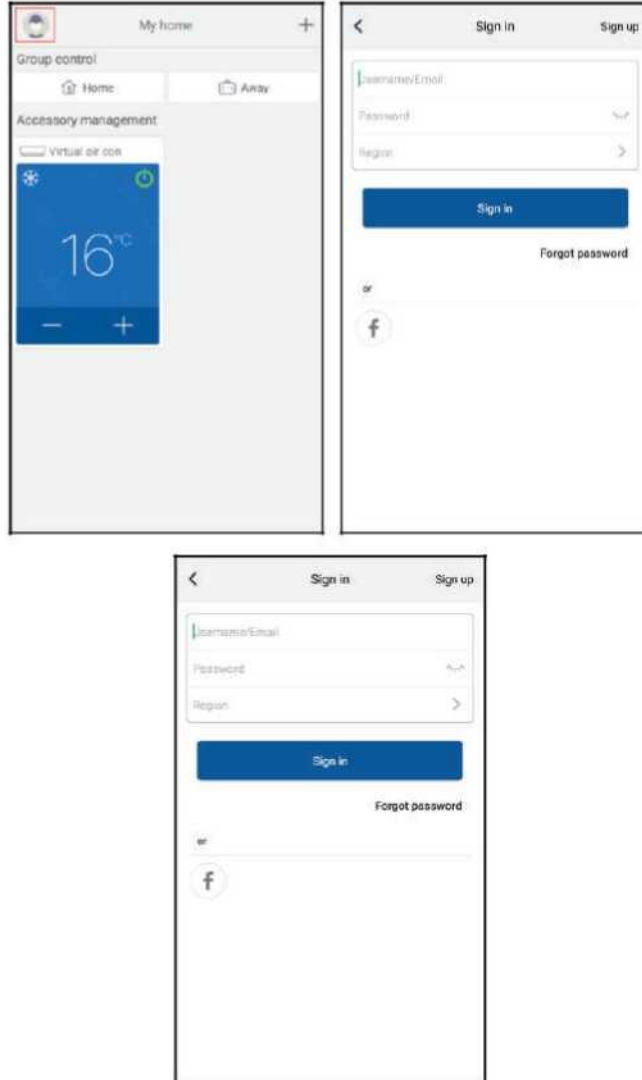 My home +
Group control
Home Away
Accessory management
Virtual air con
16°C
− +
Sign in Sign up
Username/Email
Password
Region
Sign in
Forgot password
or
f
Sign in Sign up
Username/Email
Password
Region
Sign in
Forgot password
or
f